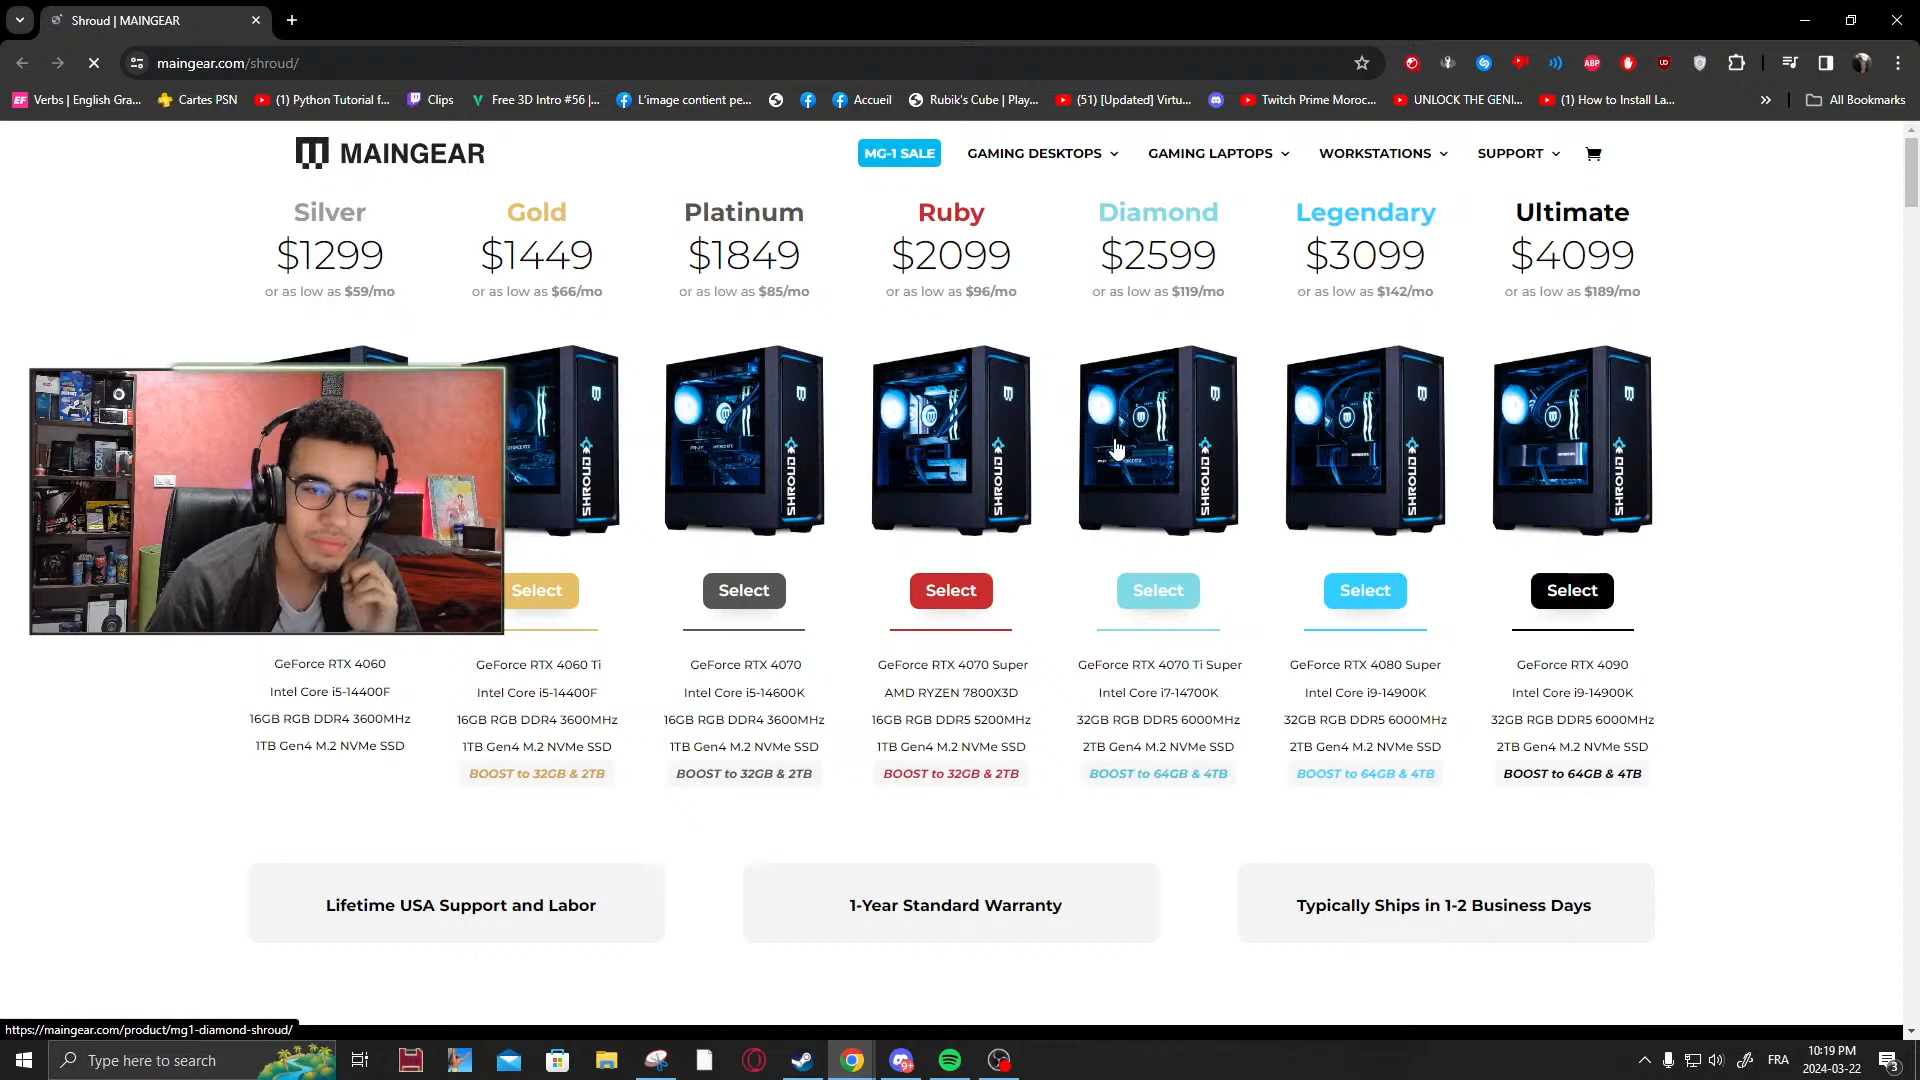 Shroud | MAINGEAR
maingear.com/shroud/
Verbs | English Gra...
Cartes PSN
(1) Python Tutorial f...
Clips
Free 3D Intro #56 |...
L'image contient pe...
Accueil
Rubik's Cube | Play...
(51) [Updated] Virtu...
Twitch Prime Moroc...
UNLOCK THE GENI...
(1) How to Install La...
All Bookmarks
MAINGEAR
MG-1 SALE
GAMING DESKTOPS
GAMING LAPTOPS
WORKSTATIONS
SUPPORT
Silver
Gold
Platinum
Ruby
Diamond
Legendary
Ultimate
$1299
$1449
$1849
$2099
$2599
$3099
$4099
or as low as $59/mo
or as low as $66/mo
or as low as $85/mo
or as low as $96/mo
or as low as $119/mo
or as low as $142/mo
or as low as $189/mo
SHROUD
SHROUD
SHROUD
SHROUD
SHROUD
SHROUD
Select
Select
Select
Select
Select
Select
GeForce RTX 4060
GeForce RTX 4060 Ti
GeForce RTX 4070
GeForce RTX 4070 Super
GeForce RTX 4070 Ti Super
GeForce RTX 4080 Super
GeForce RTX 4090
Intel Core i5-14400F
Intel Core i5-14400F
Intel Core i5-14600K
AMD RYZEN 7800X3D
Intel Core i7-14700K
Intel Core i9-14900K
Intel Core i9-14900K
16GB RGB DDR4 3600MHz
16GB RGB DDR4 3600MHz
16GB RGB DDR4 3600MHz
16GB RGB DDR5 5200MHz
32GB RGB DDR5 6000MHz
32GB RGB DDR5 6000MHz
32GB RGB DDR5 6000MHz
1TB Gen4 M.2 NVMe SSD
1TB Gen4 M.2 NVMe SSD
1TB Gen4 M.2 NVMe SSD
1TB Gen4 M.2 NVMe SSD
2TB Gen4 M.2 NVMe SSD
2TB Gen4 M.2 NVMe SSD
2TB Gen4 M.2 NVMe SSD
BOOST to 32GB & 2TB
BOOST to 32GB & 2TB
BOOST to 32GB & 2TB
BOOST to 64GB & 4TB
BOOST to 64GB & 4TB
BOOST to 64GB & 4TB
Lifetime USA Support and Labor
1-Year Standard Warranty
Typically Ships in 1-2 Business Days
https://maingear.com/product/mg1-diamond-shroud/
Type here to search
FRA
10:19 PM
2024-03-22